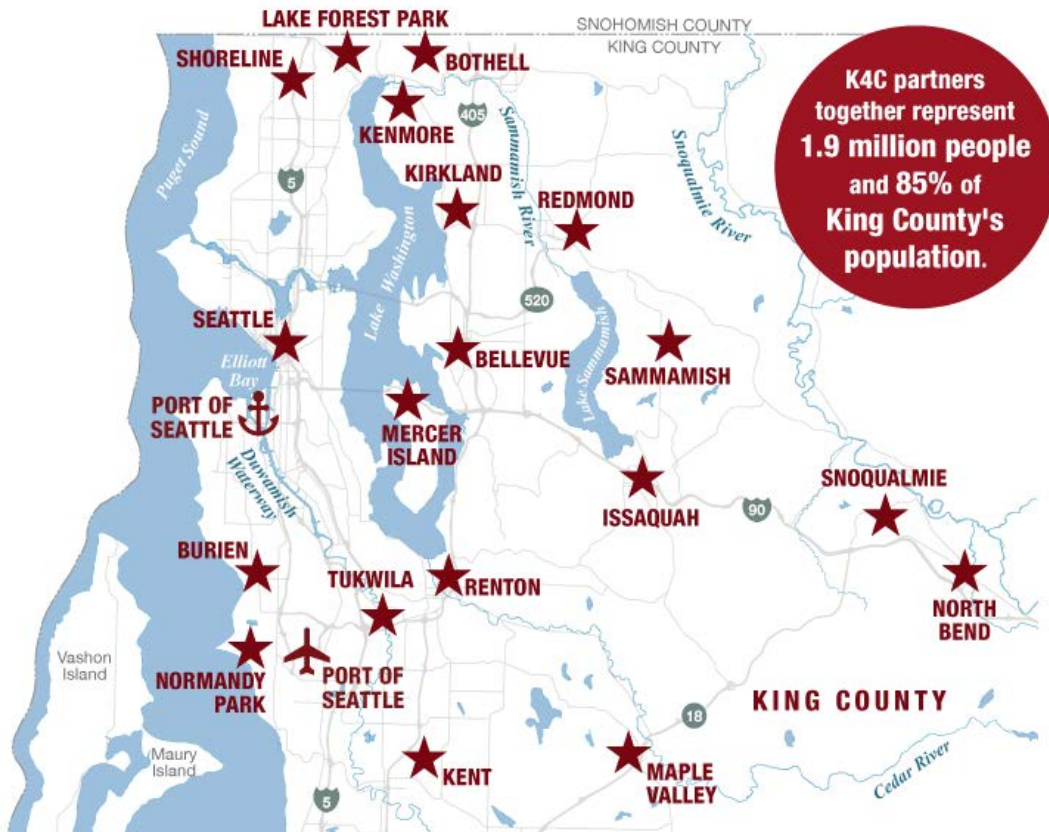 SNOHOMISH COUNTY
KING COUNTY
LAKE FOREST PARK
SHORELINE
BOTHELL
KENMORE
405
Sammamish River
Snoqualmie River
K4C partners
together represent
1.9 million people
and 85% of
King County's
population.
Puget Sound
5
KIRKLAND
REDMOND
Lake Washington
520
SEATTLE
Elliott
Bay
BELLEVUE
Lake Sammamish
SAMMAMISH
PORT OF
SEATTLE
MERCER
ISLAND
Duwamish
Waterway
ISSAQUAH
90
SNOQUALMIE
BURIEN
TUKWILA
RENTON
NORTH
BEND
Vashon
Island
NORMANDY
PARK
PORT OF
SEATTLE
KING COUNTY
18
Maury
Island
KENT
MAPLE
VALLEY
Cedar River
5